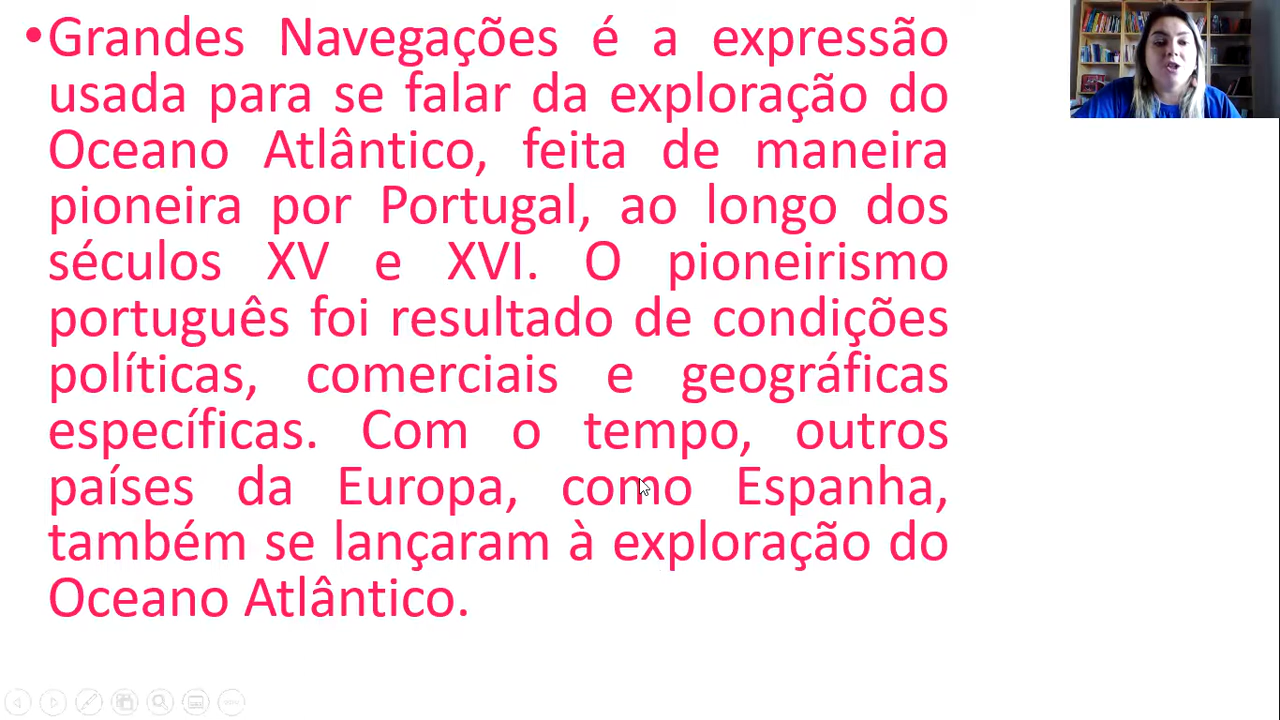 •Grandes Navegações é a expressão
usada para se falar da exploração do
Oceano Atlântico, feita de maneira
pioneira por Portugal, ao longo dos
séculos XV e XVI. O pioneirismo
português foi resultado de condições
políticas, comerciais e geográficas
específicas. Com o tempo, outros
países da Europa, como Espanha,
também se lançaram à exploração do
Oceano Atlântico.